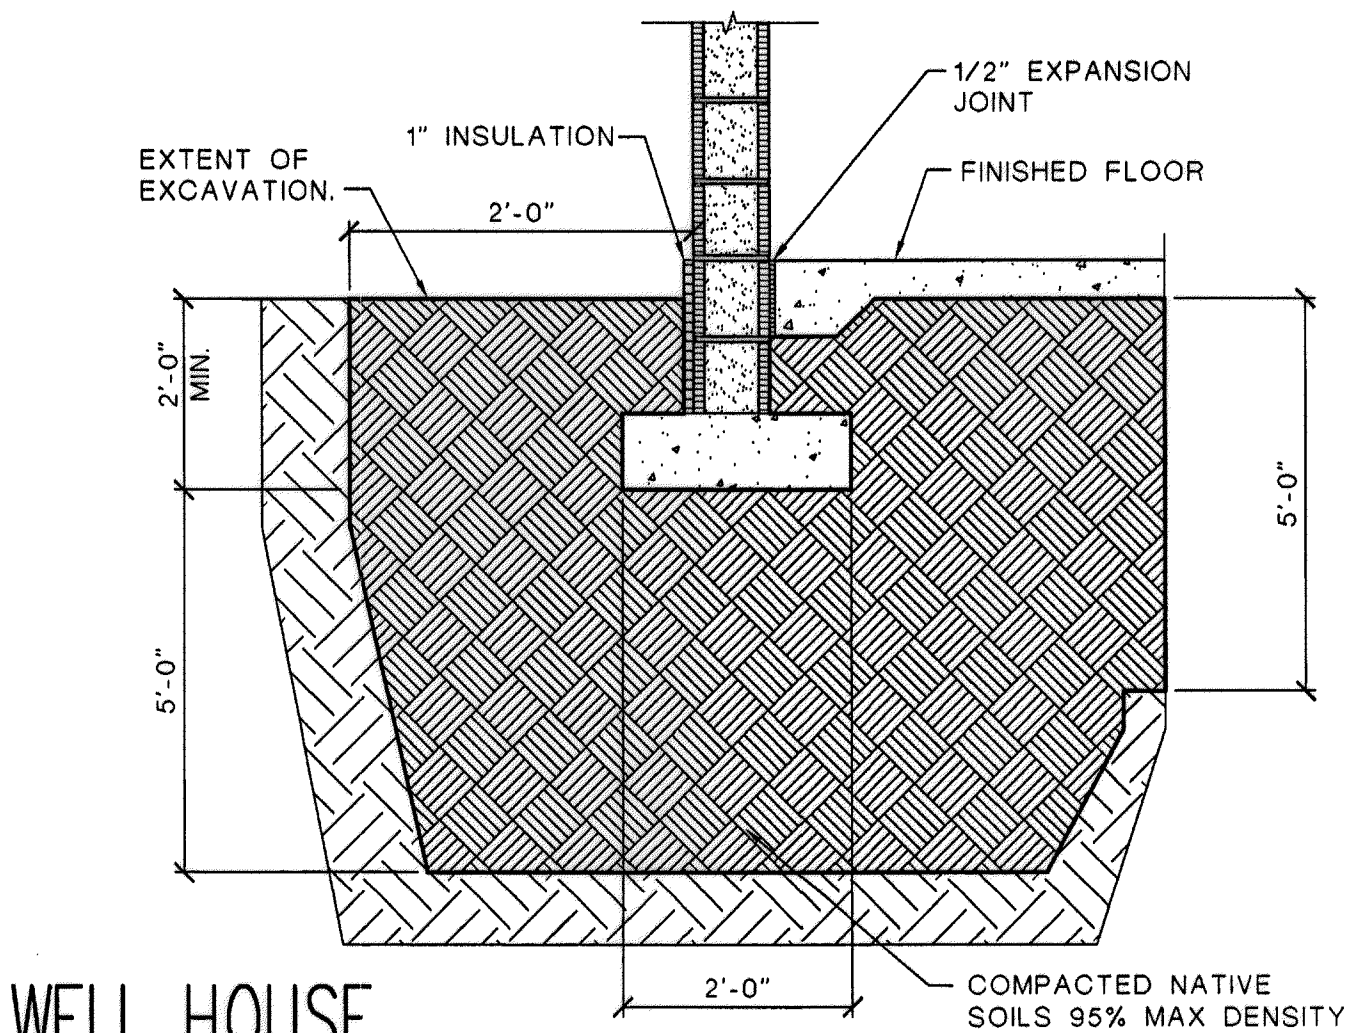 1/2" EXPANSION
JOINT
1" INSULATION
EXTENT OF
EXCAVATION.
FINISHED FLOOR
2'-0"
2'-0"
MIN.
5'-0"
5'-0"
2'-0"
COMPACTED NATIVE
SOILS 95% MAX DENSITY
WELL HOUSE